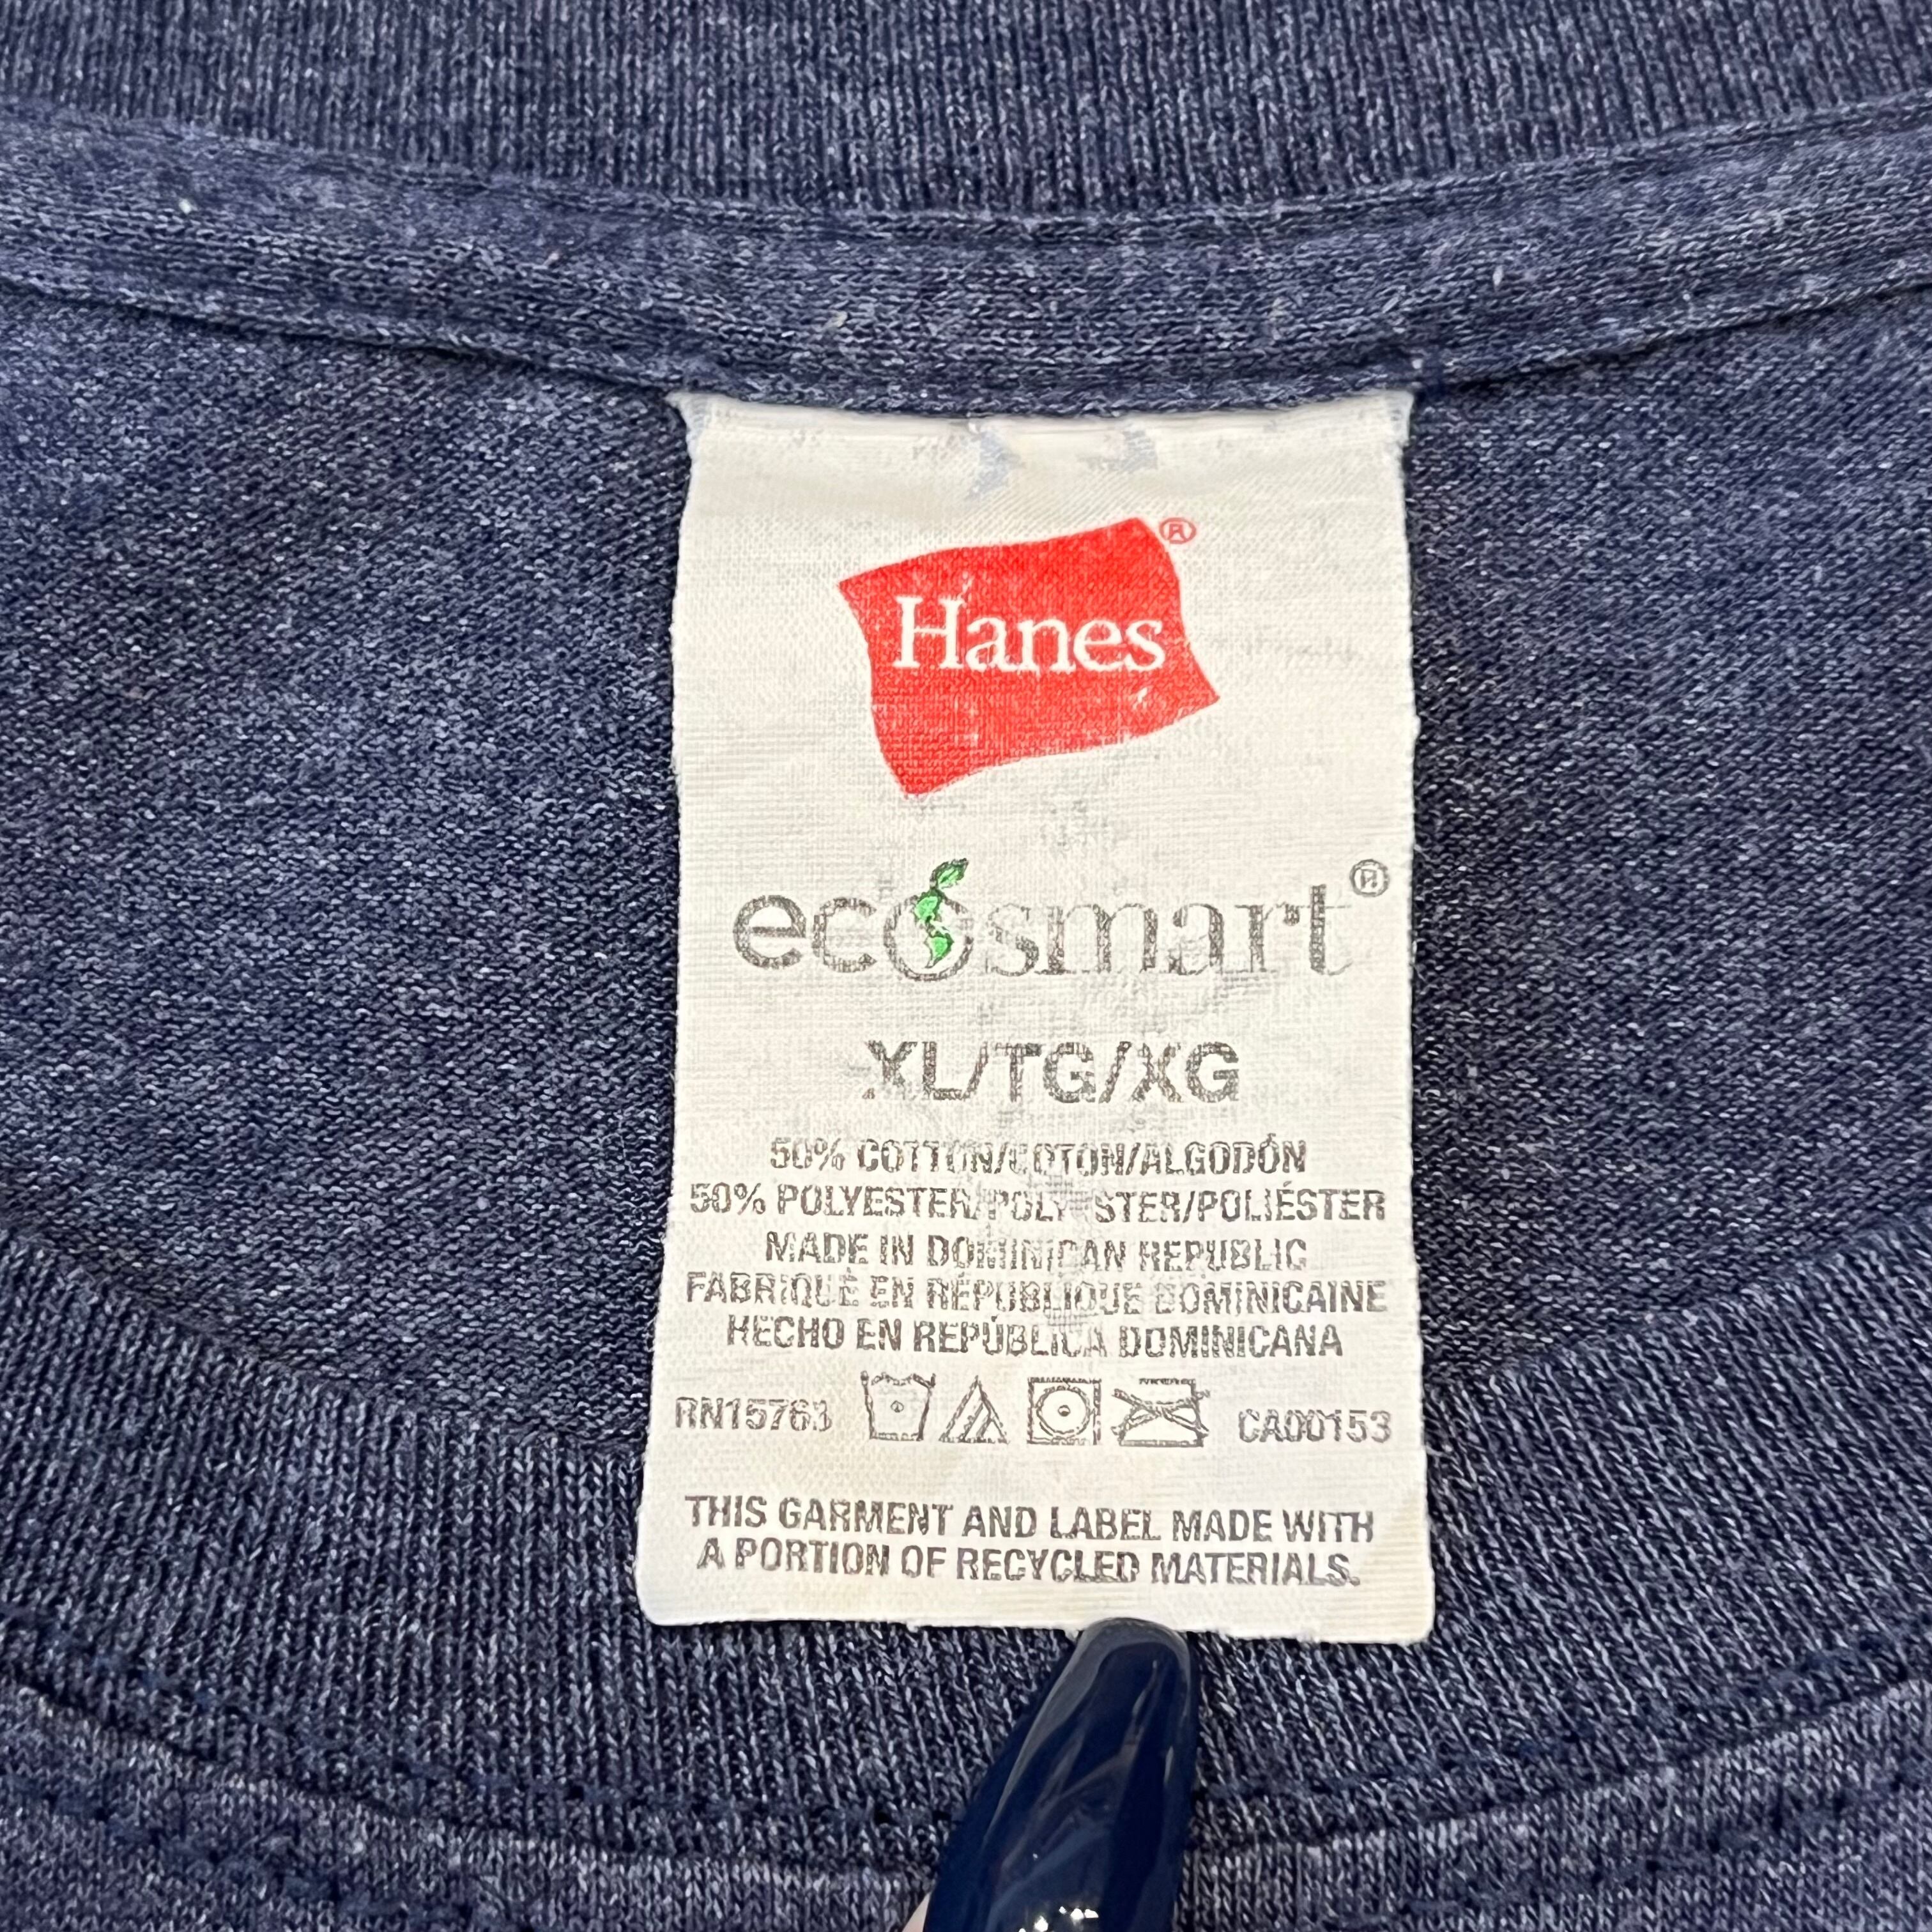 Hanes®
ecosmart®
XL/TG/XG
50% COTTON/COTON/ALGODÓN
50% POLYESTER/POLYESTER/POLIÉSTER
MADE IN DOMINICAN REPUBLIC
FABRIQUÉ EN RÉPUBLIQUE DOMINICAINE
HECHO EN REPÚBLICA DOMINICANA
RN15763 CA00153
THIS GARMENT AND LABEL MADE WITH
A PORTION OF RECYCLED MATERIALS.